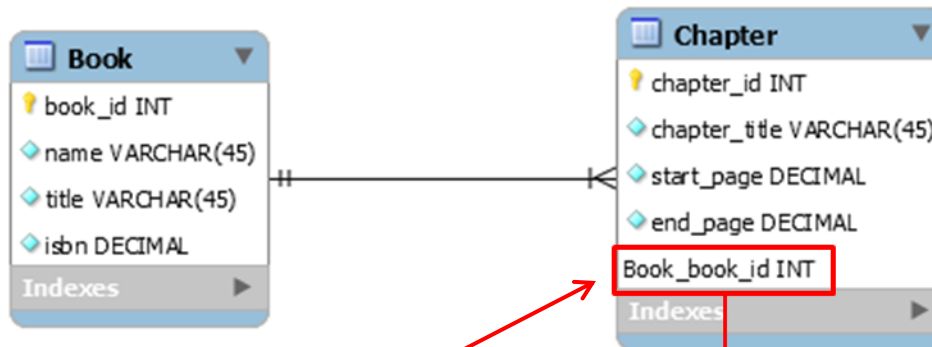 Book
book_id INT
name VARCHAR(45)
title VARCHAR(45)
isbn DECIMAL
Indexes
Chapter
chapter_id INT
chapter_title VARCHAR(45)
start_page DECIMAL
end_page DECIMAL
Book_book_id INT
Indexes